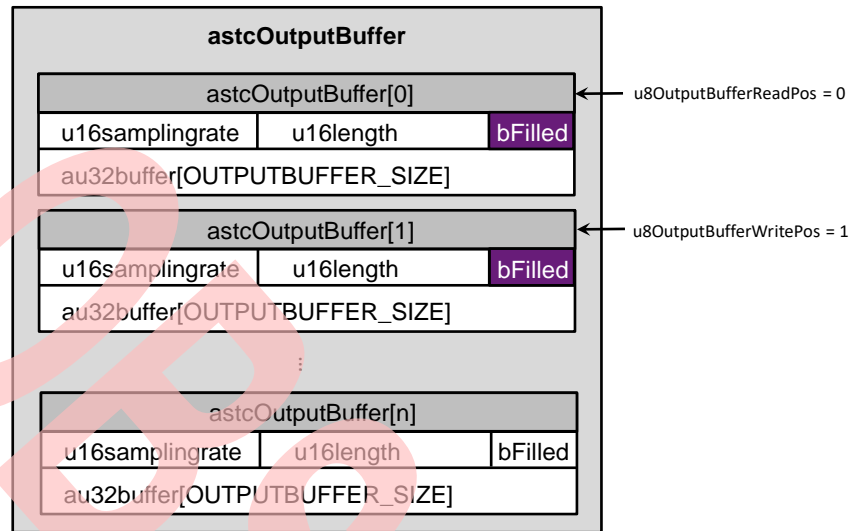 astcOutputBuffer
astcOutputBuffer[0]
u8OutputBufferReadPos = 0
u16samplingrate u16length bFilled
au32buffer[OUTPUTBUFFER_SIZE]
astcOutputBuffer[1]
u8OutputBufferWritePos = 1
u16samplingrate u16length bFilled
au32buffer[OUTPUTBUFFER_SIZE]
...
astcOutputBuffer[n]
u16samplingrate u16length bFilled
au32buffer[OUTPUTBUFFER_SIZE]